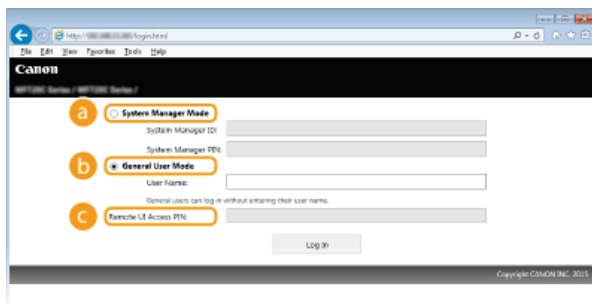 http://login.html
File Edit View Favorites Tools Help
Canon
Series / Series /
a System Manager Mode
System Manager ID:
System Manager PIN:
b General User Mode
User Name:
General users can log in without entering their user name.
c Remote UI Access PIN:
Log In
Copyright CANON INC. 2015